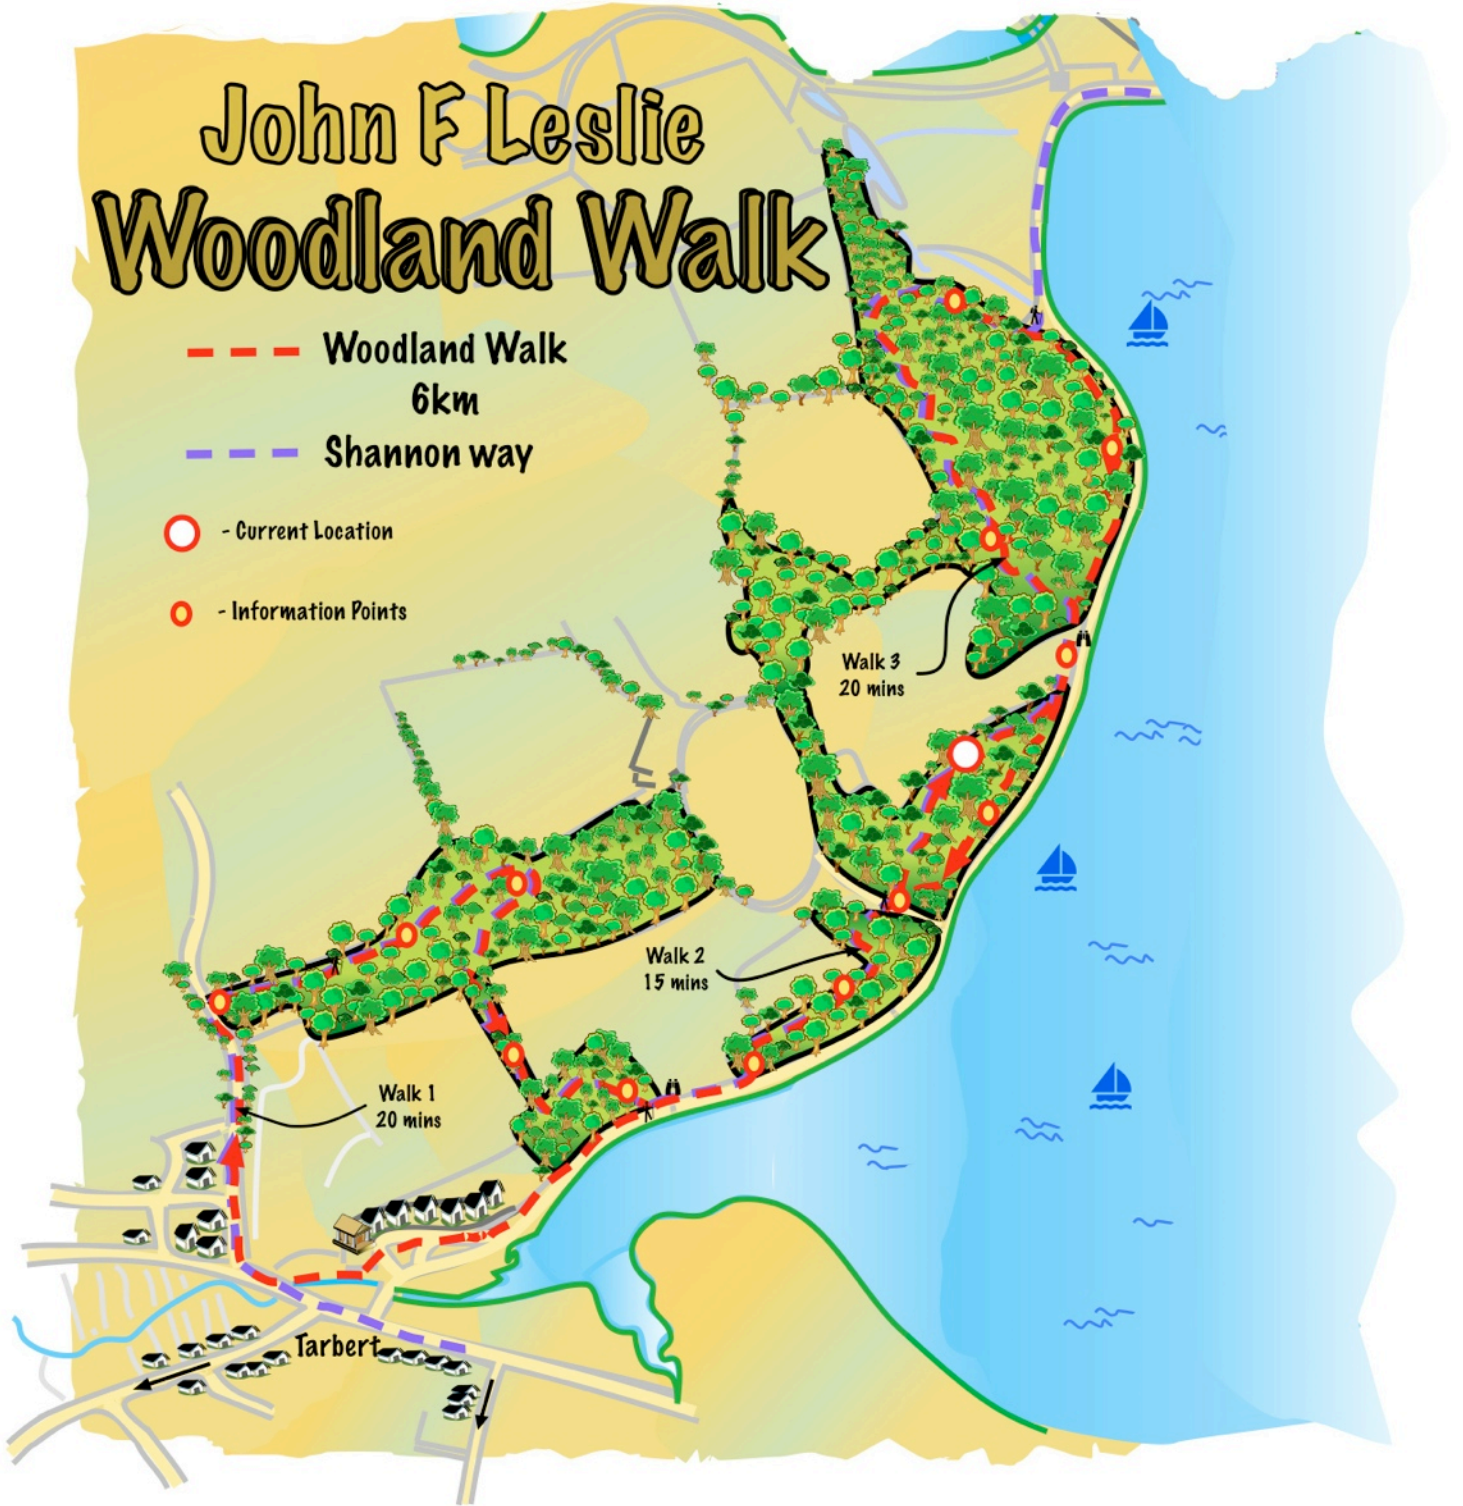 John F Leslie
Woodland Walk
Woodland Walk
6km
Shannon way
- Current Location
- Information Points
Walk 3
20 mins
Walk 2
15 mins
Walk 1
20 mins
Tarbert